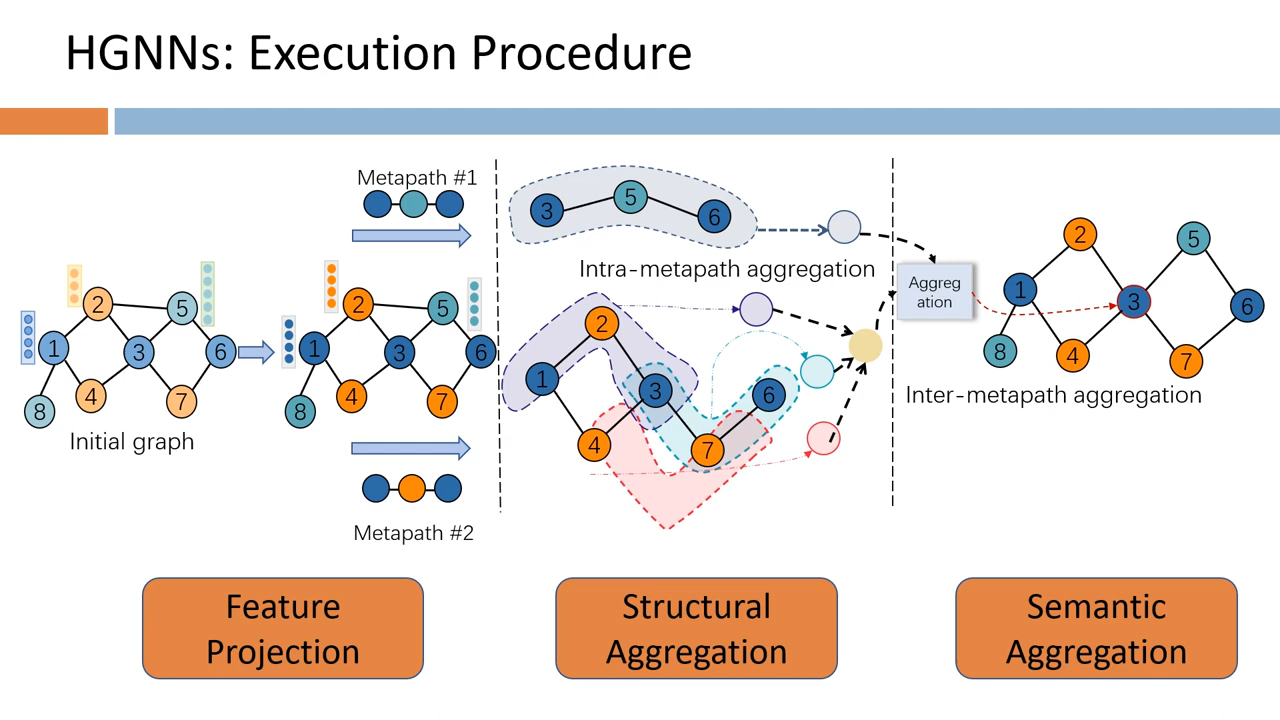 HGNNs: Execution Procedure
Metapath #1
1
2
3
4
5
6
7
8
Initial graph
1
2
3
4
5
6
7
8
Metapath #2
3
5
6
Intra-metapath aggregation
1
2
3
4
6
7
Aggreg
ation
1
2
3
4
5
6
7
8
Inter-metapath aggregation
Feature
Projection
Structural
Aggregation
Semantic
Aggregation